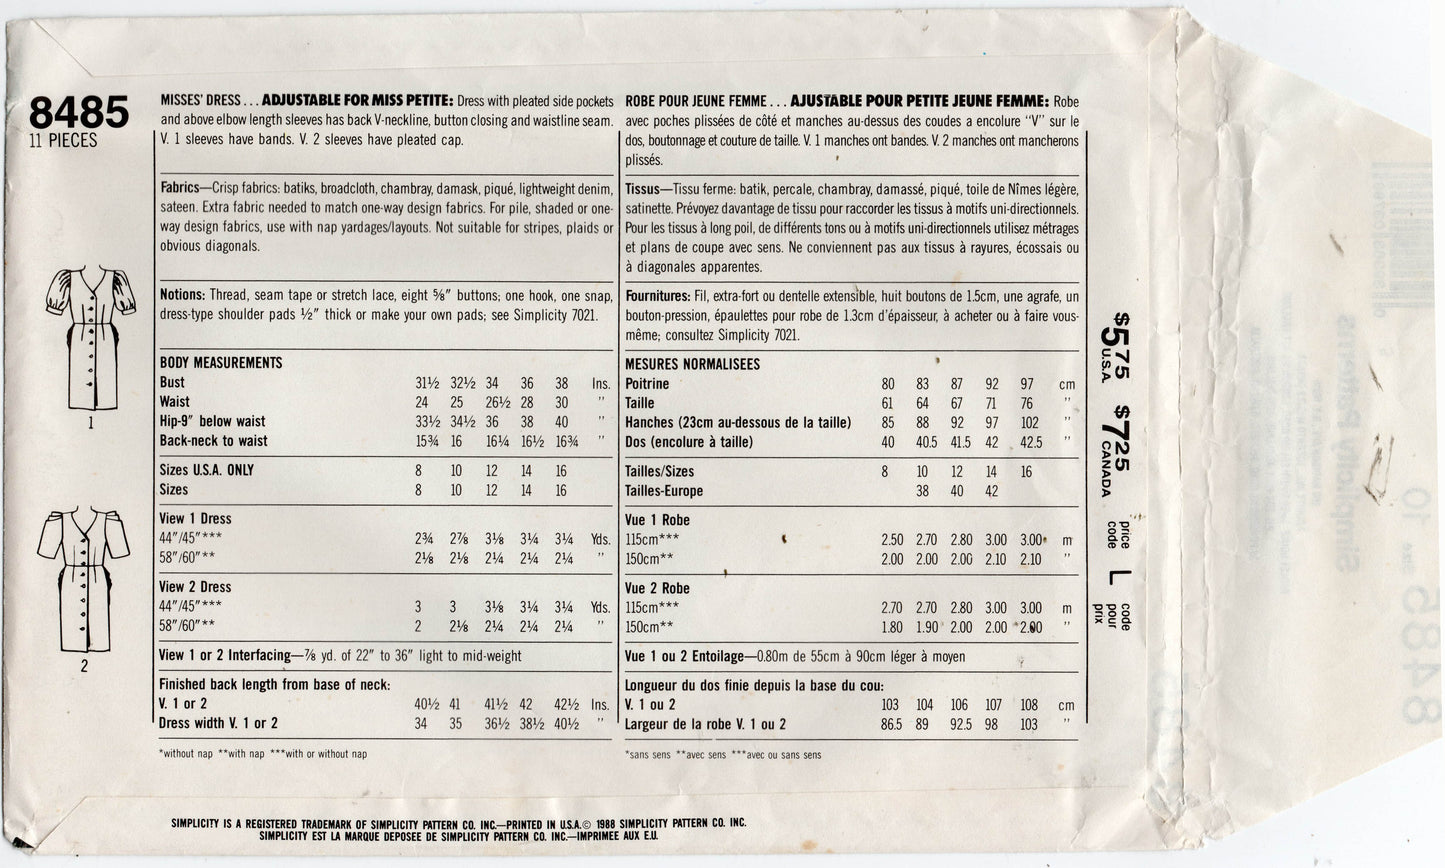 8485
11 PIECES
MISSES' DRESS . . . ADJUSTABLE FOR MISS PETITE: Dress with pleated side pockets
and above elbow length sleeves has back V-neckline, button closing and waistline seam.
V. 1 sleeves have bands. V. 2 sleeves have pleated cap.
Fabrics—Crisp fabrics: batiks, broadcloth, chambray, damask, piqué, lightweight denim,
sateen. Extra fabric needed to match one-way design fabrics. For pile, shaded or one-
way design fabrics, use with nap yardages/layouts. Not suitable for stripes, plaids or
obvious diagonals.
Notions: Thread, seam tape or stretch lace, eight ⅝" buttons; one hook, one snap,
dress-type shoulder pads ½" thick or make your own pads; see Simplicity 7021.
BODY MEASUREMENTS
Bust 31½ 32½ 34 36 38 Ins.
Waist 24 25 26½ 28 30 "
Hip-9" below waist 33½ 34½ 36 38 40 "
Back-neck to waist 15¾ 16 16¼ 16½ 16¾ "
Sizes U.S.A. ONLY 8 10 12 14 16
Sizes 8 10 12 14 16
View 1 Dress
44"/45"*** 2¾ 2⅞ 3⅛ 3¼ 3¼ Yds.
58"/60"** 2⅛ 2⅛ 2¼ 2¼ 2¼ "
View 2 Dress
44"/45"*** 3 3 3⅛ 3¼ 3¼ Yds.
58"/60"** 2 2⅛ 2¼ 2¼ 2¼ "
View 1 or 2 Interfacing—⅞ yd. of 22" to 36" light to mid-weight
Finished back length from base of neck:
V. 1 or 2 40½ 41 41½ 42 42½ Ins.
Dress width V. 1 or 2 34 35 36½ 38½ 40½ "
*without nap **with nap ***with or without nap
ROBE POUR JEUNE FEMME . . . AJUSTABLE POUR PETITE JEUNE FEMME: Robe
avec poches plissées de côté et manches au-dessus des coudes a encolure "V" sur le
dos, boutonnage et couture de taille. V. 1 manches ont bandes. V. 2 manches ont mancherons
plissés.
Tissus—Tissu ferme: batik, percale, chambray, damassé, piqué, toile de Nîmes légère,
satinette. Prévoyez davantage de tissu pour raccorder les tissus à motifs uni-directionnels.
Pour les tissus à long poil, de différents tons ou à motifs uni-directionnels utilisez métrages
et plans de coupe avec sens. Ne conviennent pas aux tissus à rayures, écossais ou
à diagonales apparentes.
Fournitures: Fil, extra-fort ou dentelle extensible, huit boutons de 1.5cm, une agrafe, un
bouton-pression, épaulettes pour robe de 1.3cm d'épaisseur, à acheter ou à faire vous-
même; consultez Simplicity 7021.
MESURES NORMALISEES
Poitrine 80 83 87 92 97 cm
Taille 61 64 67 71 76 "
Hanches (23cm au-dessous de la taille) 85 88 92 97 102 "
Dos (encolure à taille) 40 40.5 41.5 42 42.5 "
Tailles/Sizes 8 10 12 14 16
Tailles-Europe 38 40 42
Vue 1 Robe
115cm*** 2.50 2.70 2.80 3.00 3.00 m
150cm** 2.00 2.00 2.00 2.10 2.10 "
Vue 2 Robe
115cm*** 2.70 2.70 2.80 3.00 3.00 m
150cm** 1.80 1.90 2.00 2.00 2.00 "
Vue 1 ou 2 Entoilage—0.80m de 55cm à 90cm léger à moyen
Longueur du dos finie depuis la base du cou:
V. 1 ou 2 103 104 106 107 108 cm
Largeur de la robe V. 1 ou 2 86.5 89 92.5 98 103 "
*sans sens **avec sens ***avec ou sans sens
1
2
$5.75 U.S.A. $7.25 CANADA
price code L code pour prix
SIMPLICITY IS A REGISTERED TRADEMARK OF SIMPLICITY PATTERN CO. INC.—PRINTED IN U.S.A.© 1988 SIMPLICITY PATTERN CO. INC.
SIMPLICITY EST LA MARQUE DEPOSEE DE SIMPLICITY PATTERN CO. INC.—IMPRIMEE AUX E.U.
Simplicity Patterns
8485 size 10